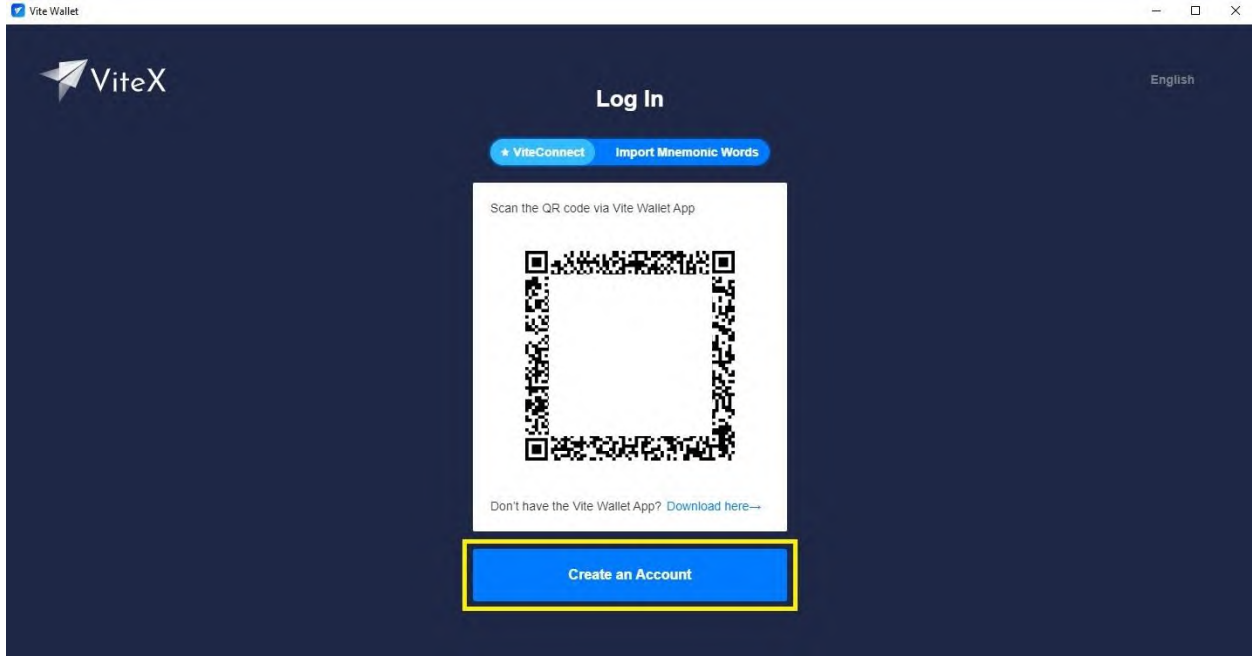 Vite Wallet
ViteX
English
Log In
★ ViteConnect Import Mnemonic Words
Scan the QR code via Vite Wallet App
Don't have the Vite Wallet App? Download here→
Create an Account